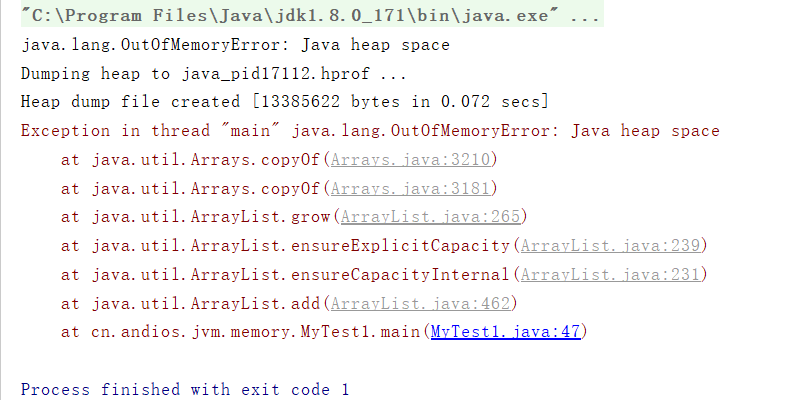 "C:\Program Files\Java\jdk1.8.0_171\bin\java.exe" ...
java.lang.OutOfMemoryError: Java heap space
Dumping heap to java_pid17112.hprof ...
Heap dump file created [13385622 bytes in 0.072 secs]
Exception in thread "main" java.lang.OutOfMemoryError: Java heap space
at java.util.Arrays.copyOf(Arrays.java:3210)
at java.util.Arrays.copyOf(Arrays.java:3181)
at java.util.ArrayList.grow(ArrayList.java:265)
at java.util.ArrayList.ensureExplicitCapacity(ArrayList.java:239)
at java.util.ArrayList.ensureCapacityInternal(ArrayList.java:231)
at java.util.ArrayList.add(ArrayList.java:462)
at cn.andios.jvm.memory.MyTest1.main(MyTest1.java:47)
Process finished with exit code 1